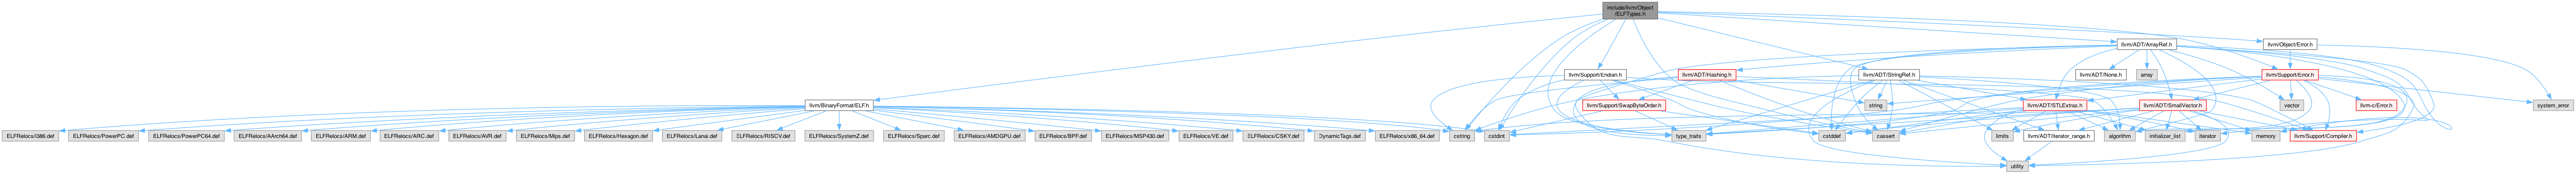 include/llvm/Object
/ELFTypes.h
llvm/ADT/ArrayRef.h
llvm/Object/Error.h
llvm/Support/Endian.h
llvm/ADT/Hashing.h
llvm/ADT/StringRef.h
llvm/ADT/None.h
array
llvm/Support/Error.h
llvm/BinaryFormat/ELF.h
llvm/Support/SwapByteOrder.h
string
llvm/ADT/STLExtras.h
llvm/ADT/SmallVector.h
vector
llvm-c/Error.h
system_error
ELFRelocs/i386.def
ELFRelocs/PowerPC.def
ELFRelocs/PowerPC64.def
ELFRelocs/AArch64.def
ELFRelocs/ARM.def
ELFRelocs/ARC.def
ELFRelocs/AVR.def
ELFRelocs/Mips.def
ELFRelocs/Hexagon.def
ELFRelocs/Lanai.def
ELFRelocs/RISCV.def
ELFRelocs/SystemZ.def
ELFRelocs/Sparc.def
ELFRelocs/AMDGPU.def
ELFRelocs/BPF.def
ELFRelocs/MSP430.def
ELFRelocs/VE.def
ELFRelocs/CSKY.def
DynamicTags.def
ELFRelocs/x86_64.def
cstring
cstdint
type_traits
cstddef
cassert
limits
llvm/ADT/iterator_range.h
algorithm
initializer_list
iterator
memory
llvm/Support/Compiler.h
utility